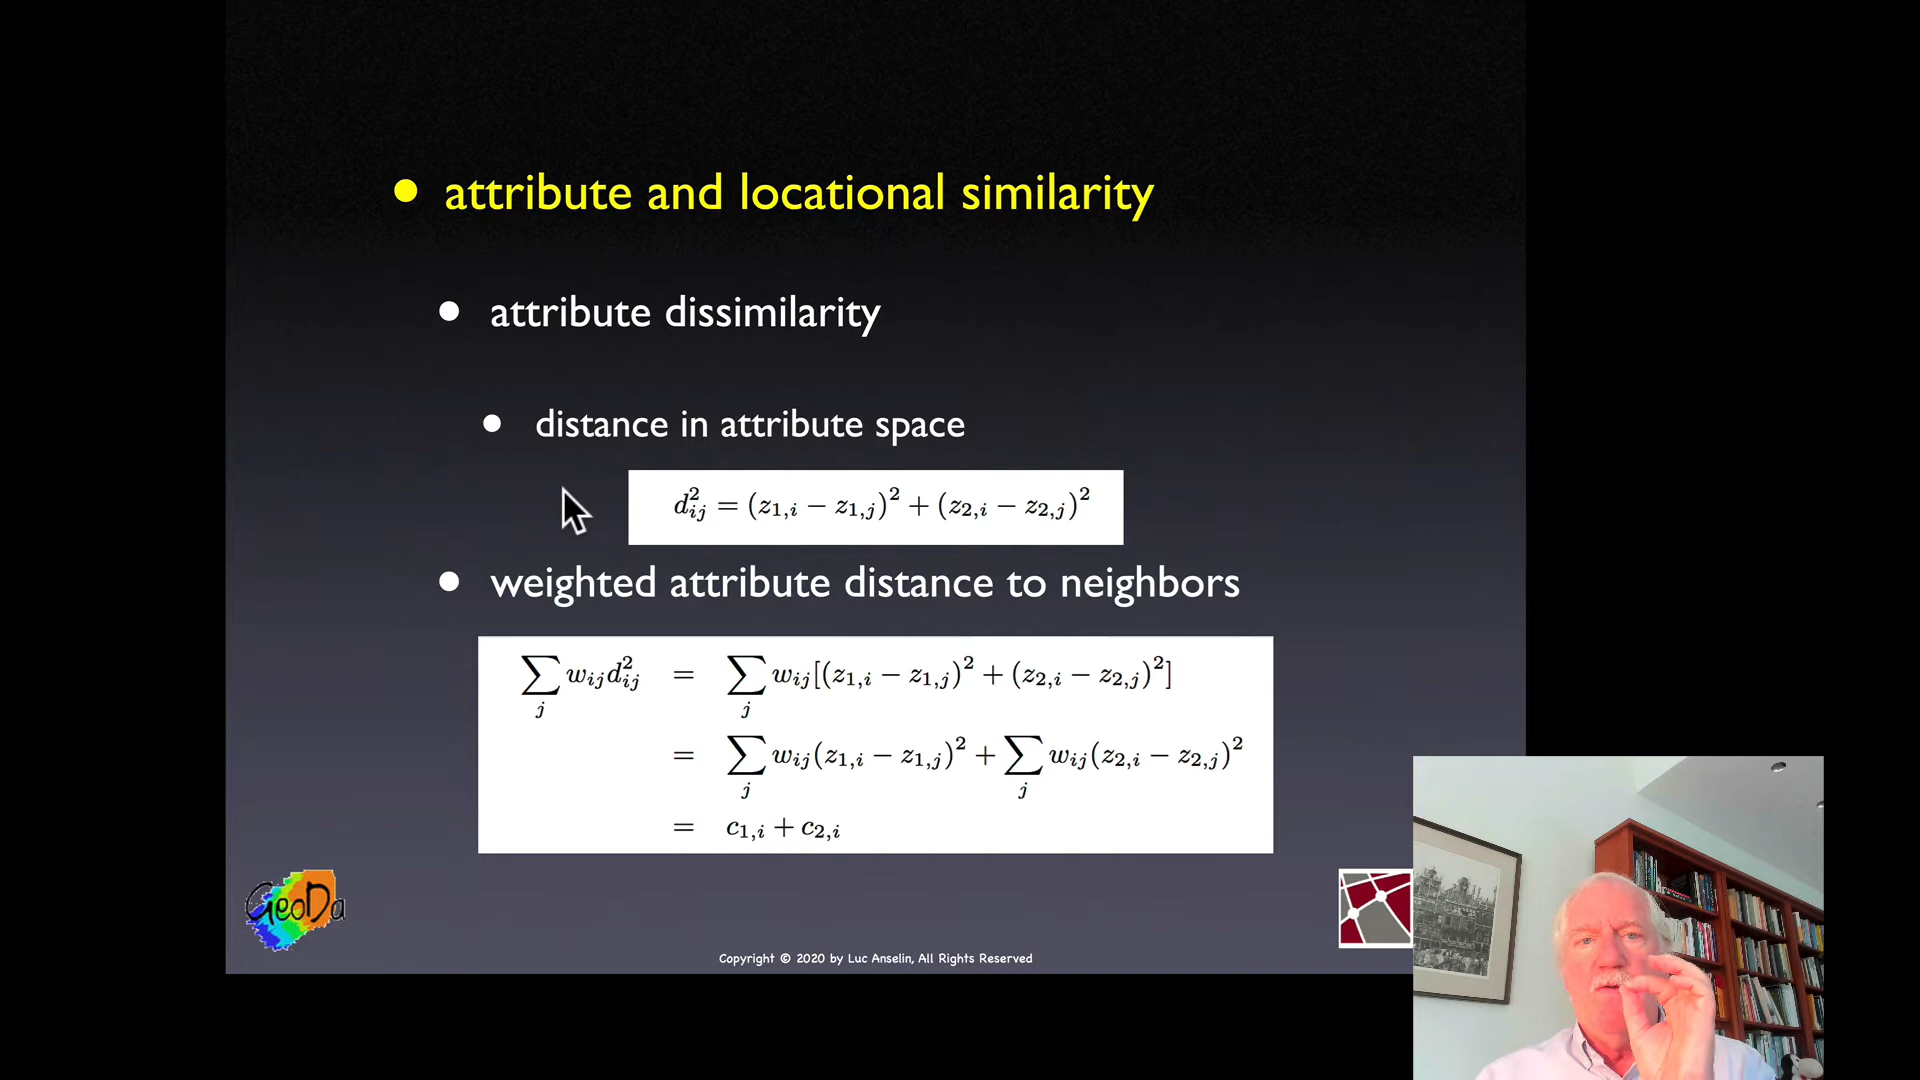 • attribute and locational similarity
• attribute dissimilarity
• distance in attribute space
d²ᵢⱼ = (z₁,ᵢ − z₁,ⱼ)² + (z₂,ᵢ − z₂,ⱼ)²
• weighted attribute distance to neighbors
∑ⱼ wᵢⱼd²ᵢⱼ = ∑ⱼ wᵢⱼ[(z₁,ᵢ − z₁,ⱼ)² + (z₂,ᵢ − z₂,ⱼ)²]
= ∑ⱼ wᵢⱼ(z₁,ᵢ − z₁,ⱼ)² + ∑ⱼ wᵢⱼ(z₂,ᵢ − z₂,ⱼ)²
= c₁,ᵢ + c₂,ᵢ
GeoDa
Copyright © 2020 by Luc Anselin, All Rights Reserved